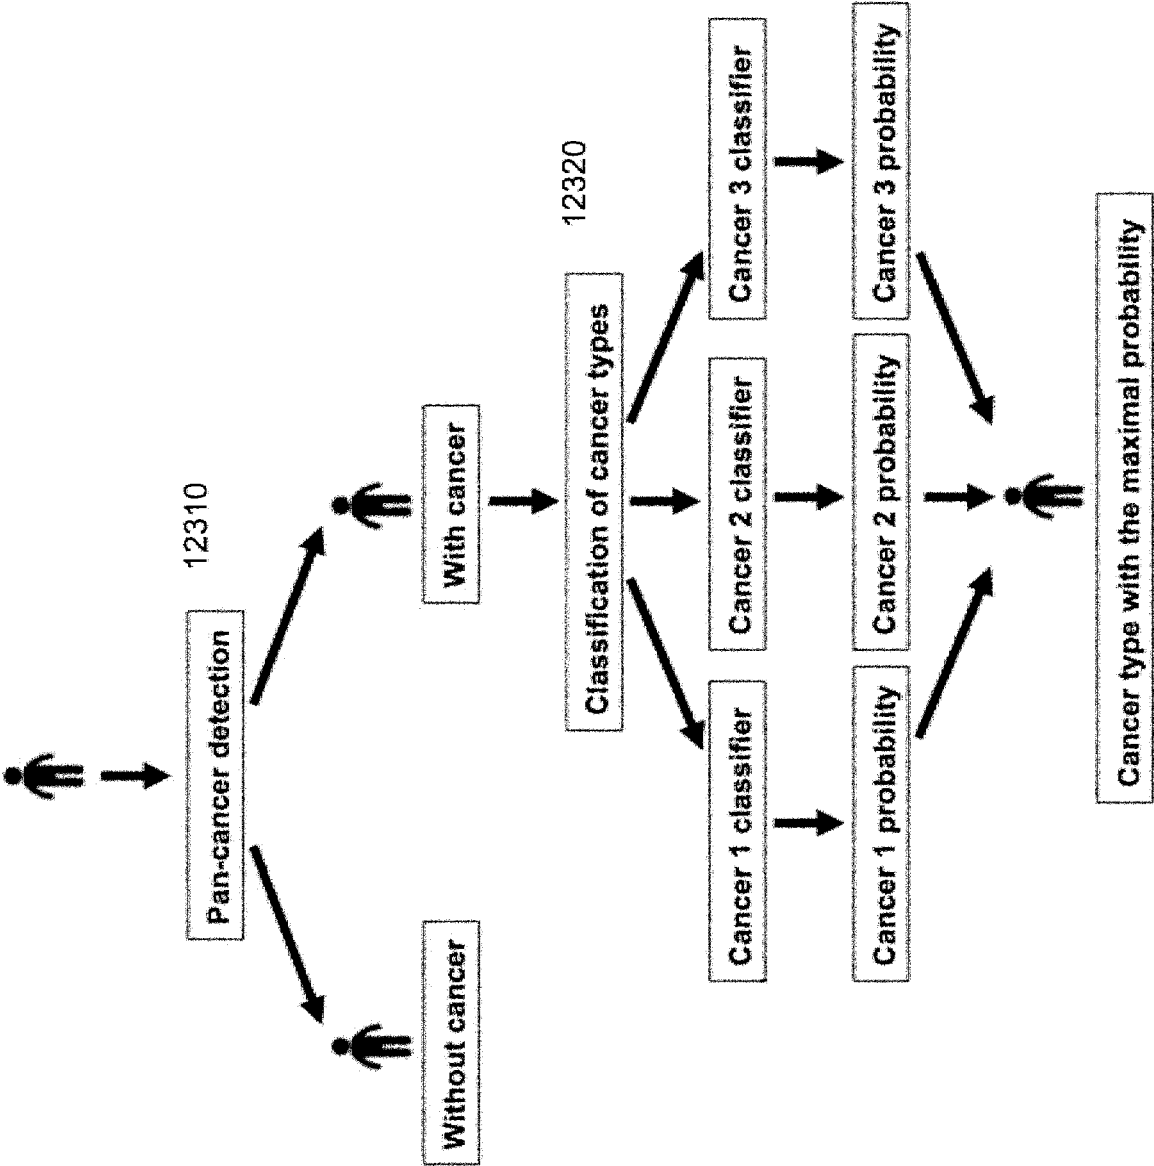 Pan-cancer detection
12310
Without cancer
With cancer
Classification of cancer types
12320
Cancer 1 classifier
Cancer 2 classifier
Cancer 3 classifier
Cancer 1 probability
Cancer 2 probability
Cancer 3 probability
Cancer type with the maximal probability